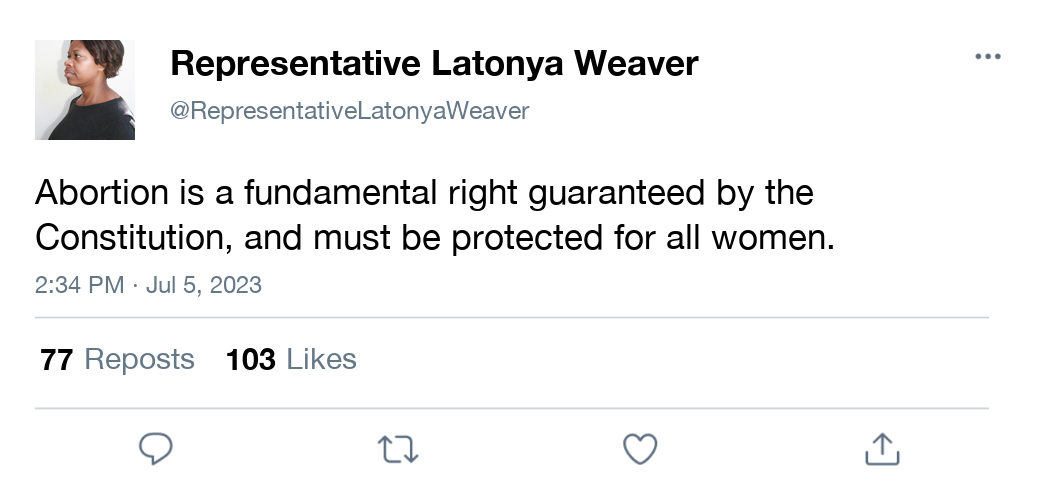 Representative Latonya Weaver
@RepresentativeLatonyaWeaver
Abortion is a fundamental right guaranteed by the
Constitution, and must be protected for all women.
2:34 PM · Jul 5, 2023
77 Reposts 103 Likes